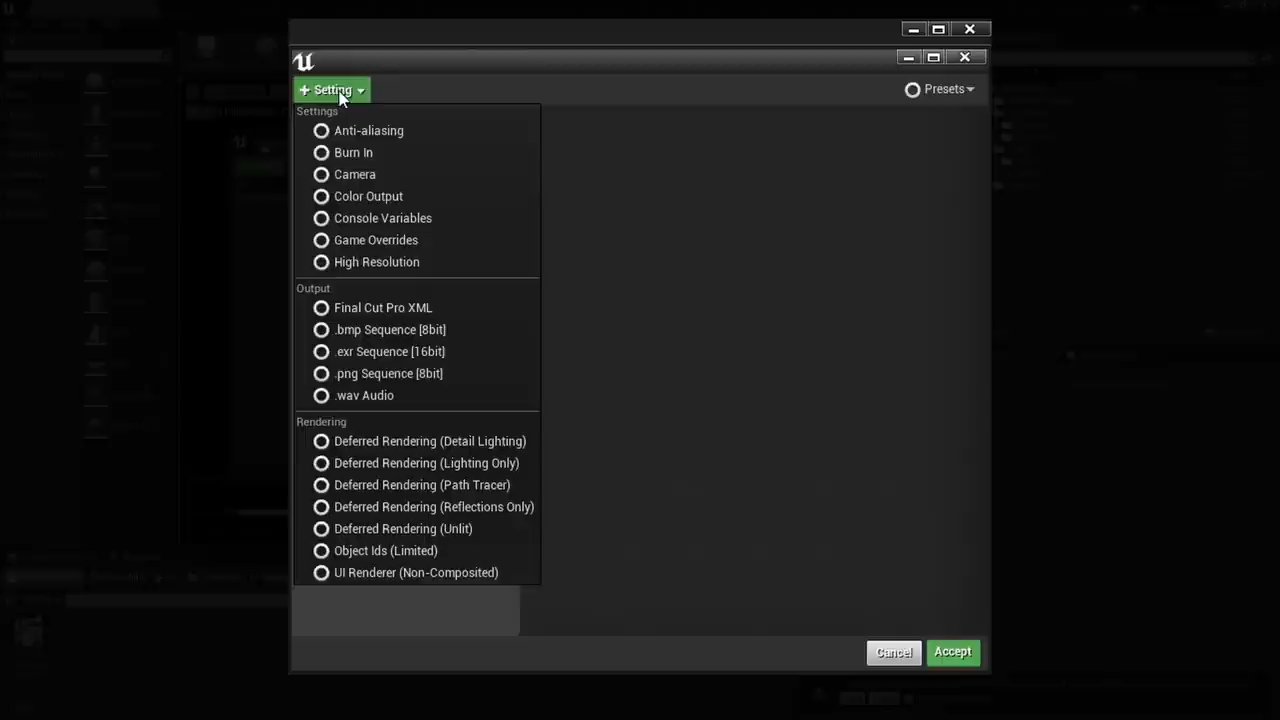 Setting
Presets
Settings
Anti-aliasing
Burn In
Camera
Color Output
Console Variables
Game Overrides
High Resolution
Output
Final Cut Pro XML
.bmp Sequence [8bit]
.exr Sequence [16bit]
.png Sequence [8bit]
.wav Audio
Rendering
Deferred Rendering (Detail Lighting)
Deferred Rendering (Lighting Only)
Deferred Rendering (Path Tracer)
Deferred Rendering (Reflections Only)
Deferred Rendering (Unlit)
Object Ids (Limited)
UI Renderer (Non-Composited)
Cancel
Accept